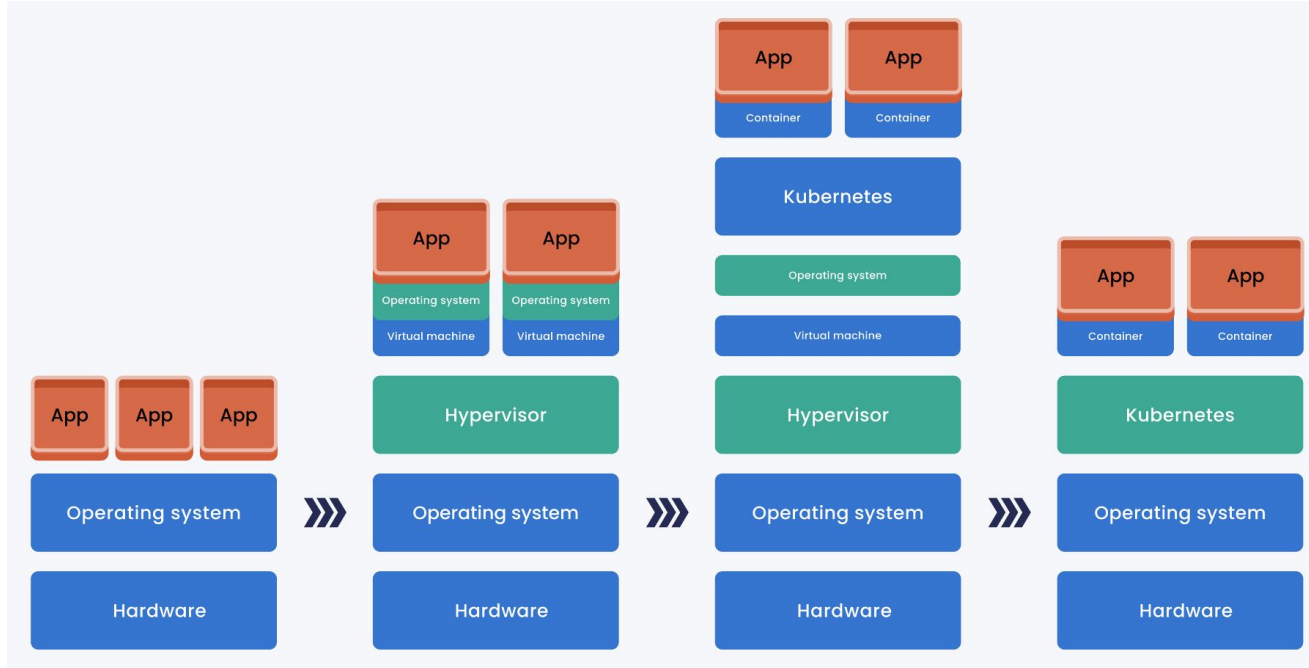 App
App
App
Operating system
Hardware
App
App
Operating system
Operating system
Virtual machine
Virtual machine
Hypervisor
Operating system
Hardware
App
App
Container
Container
Kubernetes
Operating system
Virtual machine
Hypervisor
Operating system
Hardware
App
App
Container
Container
Kubernetes
Operating system
Hardware